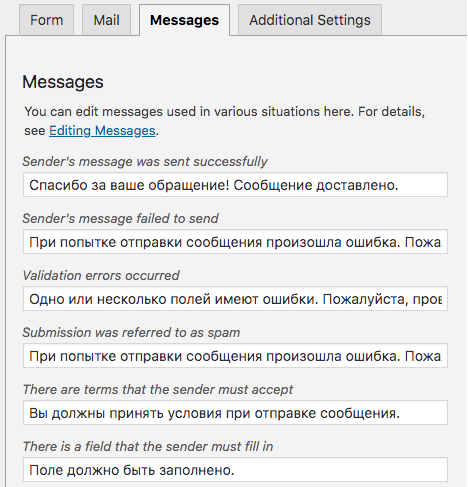 Form Mail Messages Additional Settings
Messages
You can edit messages used in various situations here. For details,
see Editing Messages.
Sender's message was sent successfully
Спасибо за ваше обращение! Сообщение доставлено.
Sender's message failed to send
При попытке отправки сообщения произошла ошибка. Пожа
Validation errors occurred
Одно или несколько полей имеют ошибки. Пожалуйста, пров
Submission was referred to as spam
При попытке отправки сообщения произошла ошибка. Пожа
There are terms that the sender must accept
Вы должны принять условия при отправке сообщения.
There is a field that the sender must fill in
Поле должно быть заполнено.